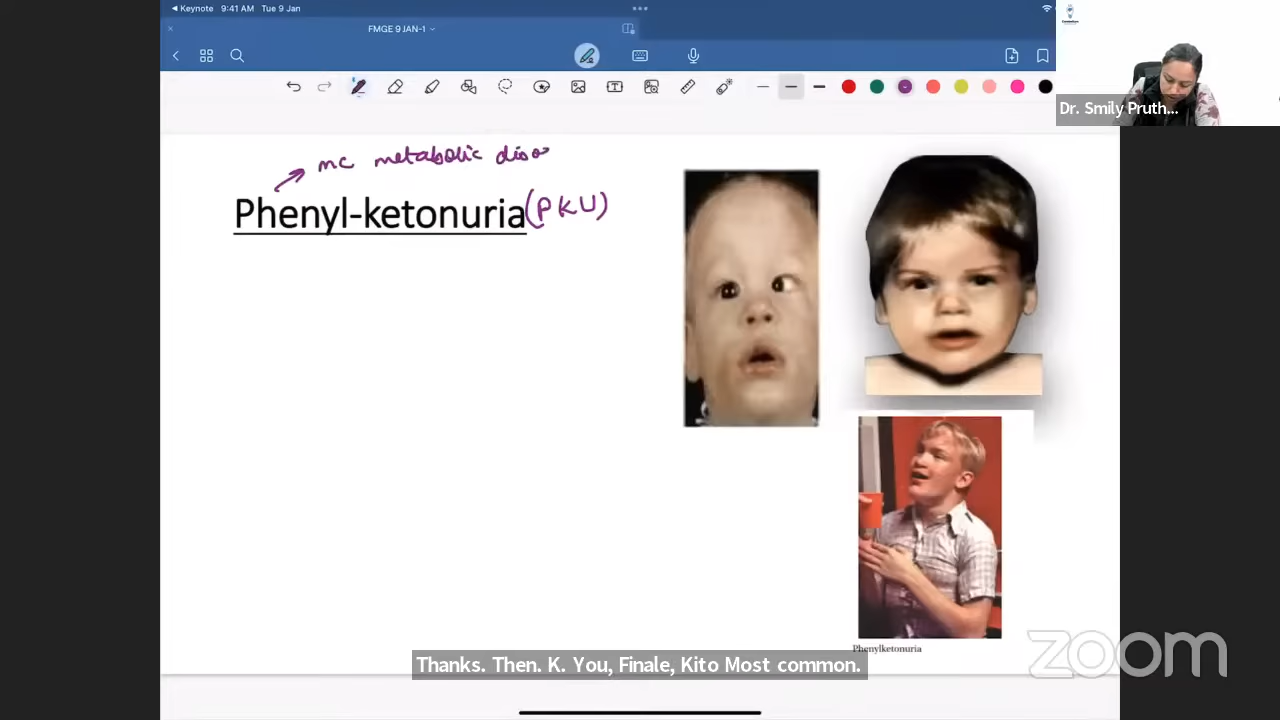 Keynote 9:41 AM Tue 9 Jan
FMGE 9 JAN-1
Dr. Smily Pruth...
mc metabolic diso
Phenyl-ketonuria (PKU)
Phenylketonuria
Thanks. Then. K. You, Finale, Kito Most common.
zoom